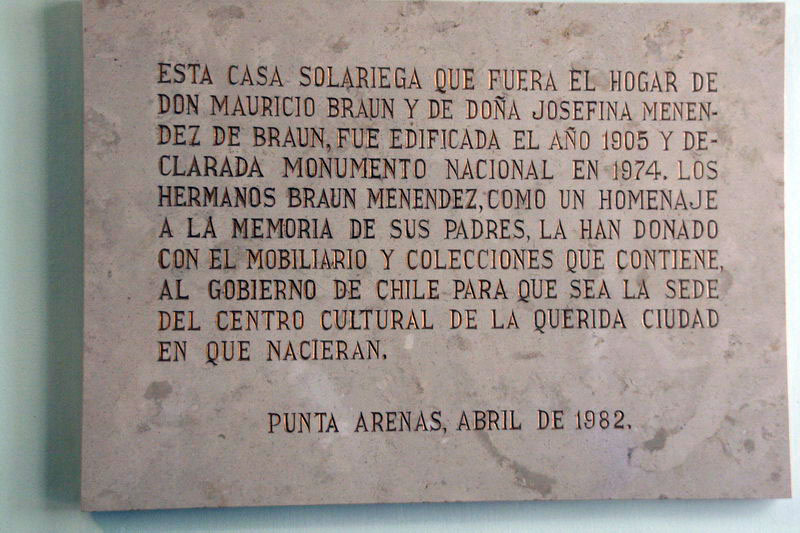 ESTA CASA SOLARIEGA QUE FUERA EL HOGAR DE
DON MAURICIO BRAUN Y DE DOÑA JOSEFINA MENEN-
DEZ DE BRAUN, FUE EDIFICADA EL AÑO 1905 Y DE-
CLARADA MONUMENTO NACIONAL EN 1974. LOS
HERMANOS BRAUN MENENDEZ, COMO UN HOMENAJE
A LA MEMORIA DE SUS PADRES, LA HAN DONADO
CON EL MOBILIARIO Y COLECCIONES QUE CONTIENE,
AL GOBIERNO DE CHILE PARA QUE SEA LA SEDE
DEL CENTRO CULTURAL DE LA QUERIDA CIUDAD
EN QUE NACIERAN.
PUNTA ARENAS, ABRIL DE 1982.